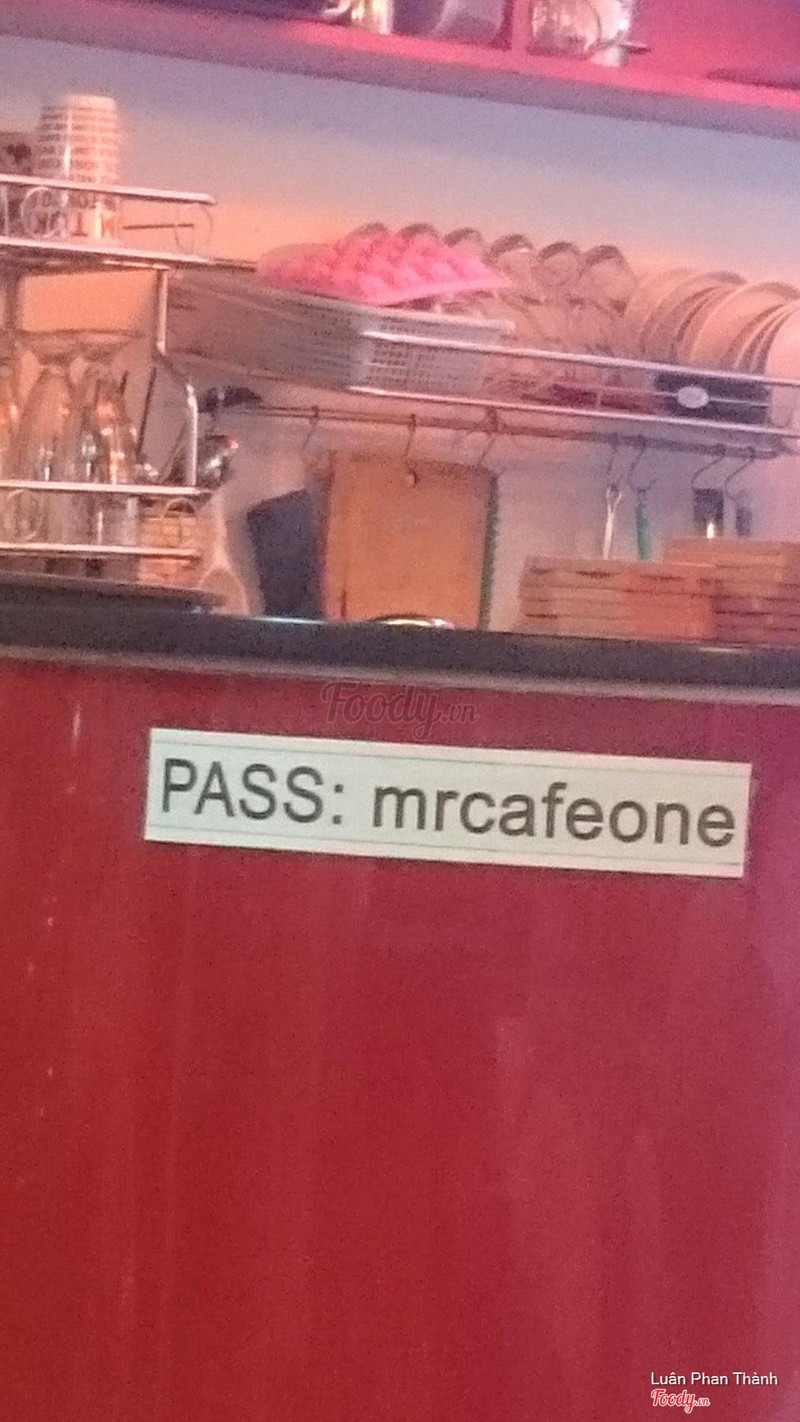 Foody.vn
PASS: mrcafeone
Luân Phan Thành
Foody.vn